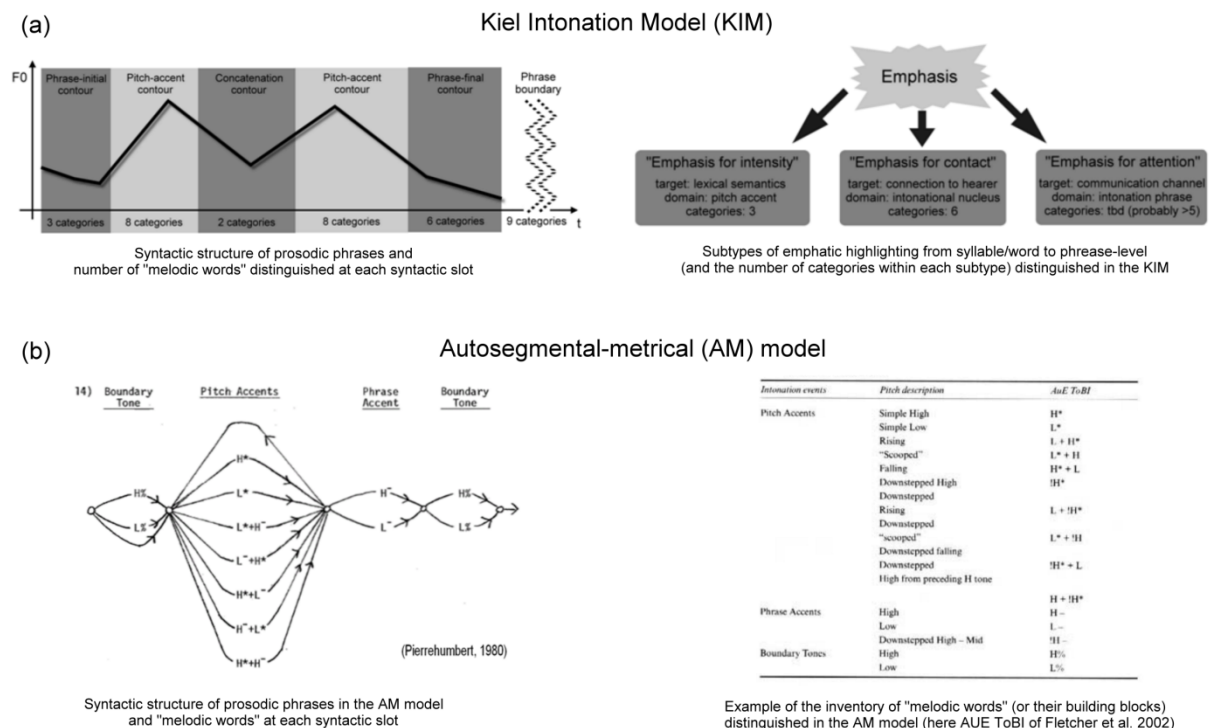 (a)
Kiel Intonation Model (KIM)
F0
Phrase-initial contour
Pitch-accent contour
Concatenation contour
Pitch-accent contour
Phrase-final contour
Phrase boundary
3 categories
8 categories
2 categories
8 categories
6 categories
9 categories
t
Syntactic structure of prosodic phrases and
number of "melodic words" distinguished at each syntactic slot
Emphasis
"Emphasis for intensity"
target: lexical semantics
domain: pitch accent
categories: 3
"Emphasis for contact"
target: connection to hearer
domain: intonational nucleus
categories: 6
"Emphasis for attention"
target: communication channel
domain: intonation phrase
categories: tbd (probably >5)
Subtypes of emphatic highlighting from syllable/word to phrease-level
(and the number of categories within each subtype) distinguished in the KIM
(b)
Autosegmental-metrical (AM) model
14)
Boundary Tone
Pitch Accents
Phrase Accent
Boundary Tone
H%
L%
H*
L*
L*+H⁻
L⁻+H*
H*+L⁻
H⁻+L*
H*+H⁻
H⁻
L⁻
H%
L%
(Pierrehumbert, 1980)
Syntactic structure of prosodic phrases in the AM model
and "melodic words" at each syntactic slot
Intonation events Pitch description AuE ToBI
Pitch Accents Simple High H*
Simple Low L*
Rising L + H*
"Scooped" L* + H
Falling H* + L
Downstepped High !H*
Downstepped
Rising L + !H*
Downstepped
"scooped" L* + !H
Downstepped falling
Downstepped !H* + L
High from preceding H tone
H + !H*
Phrase Accents High H –
Low L –
Downstepped High – Mid !H –
Boundary Tones High H%
Low L%
Example of the inventory of "melodic words" (or their building blocks)
distinguished in the AM model (here AUE ToBI of Fletcher et al. 2002)